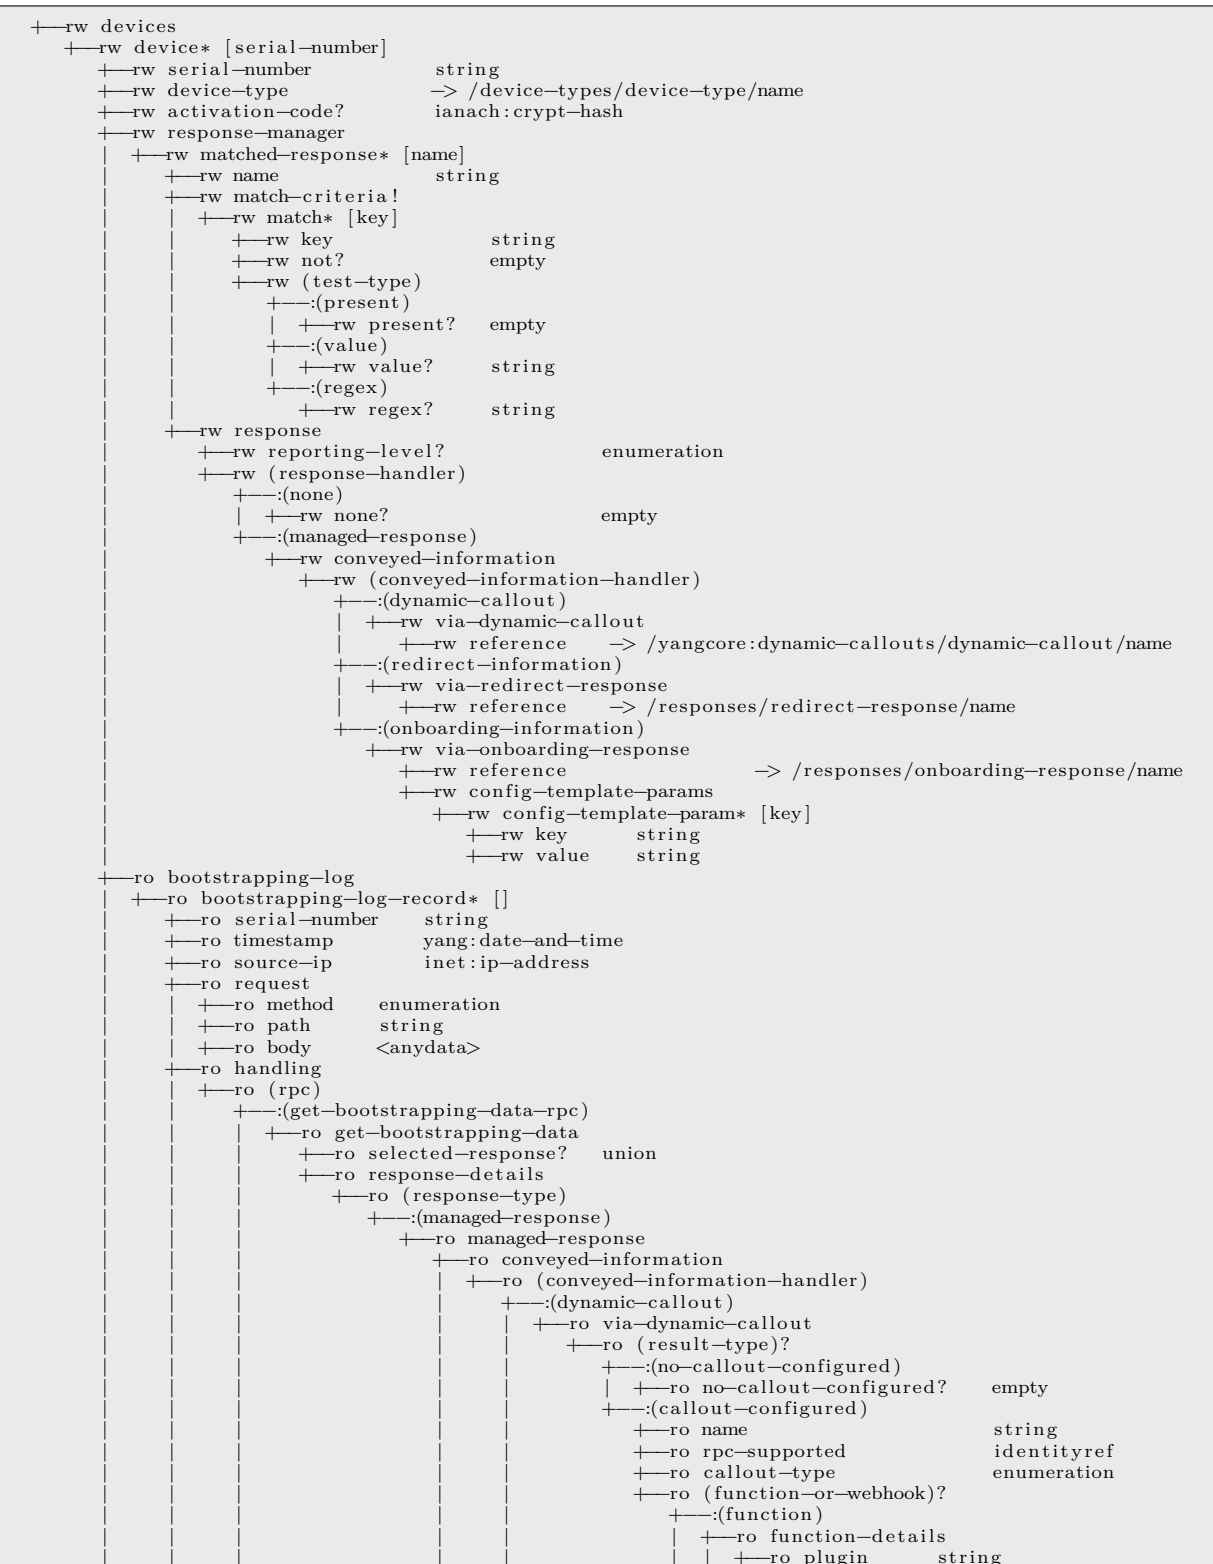 +--rw devices
   +--rw device* [serial-number]
      +--rw serial-number            string
      +--rw device-type              -> /device-types/device-type/name
      +--rw activation-code?         ianach:crypt-hash
      +--rw response-manager
      |  +--rw matched-response* [name]
      |     +--rw name               string
      |     +--rw match-criteria!
      |     |  +--rw match* [key]
      |     |     +--rw key               string
      |     |     +--rw not?              empty
      |     |     +--rw (test-type)
      |     |        +--:(present)
      |     |        |  +--rw present?    empty
      |     |        +--:(value)
      |     |        |  +--rw value?      string
      |     |        +--:(regex)
      |     |           +--rw regex?      string
      |     +--rw response
      |        +--rw reporting-level?               enumeration
      |        +--rw (response-handler)
      |           +--:(none)
      |           |  +--rw none?                    empty
      |           +--:(managed-response)
      |              +--rw conveyed-information
      |                 +--rw (conveyed-information-handler)
      |                    +--:(dynamic-callout)
      |                    |  +--rw via-dynamic-callout
      |                    |     +--rw reference    -> /yangcore:dynamic-callouts/dynamic-callout/name
      |                    +--:(redirect-information)
      |                    |  +--rw via-redirect-response
      |                    |     +--rw reference    -> /responses/redirect-response/name
      |                    +--:(onboarding-information)
      |                       +--rw via-onboarding-response
      |                          +--rw reference                 -> /responses/onboarding-response/name
      |                          +--rw config-template-params
      |                             +--rw config-template-param* [key]
      |                                +--rw key      string
      |                                +--rw value    string
      +--ro bootstrapping-log
      |  +--ro bootstrapping-log-record* []
      |     +--ro serial-number    string
      |     +--ro timestamp        yang:date-and-time
      |     +--ro source-ip        inet:ip-address
      |     +--ro request
      |     |  +--ro method    enumeration
      |     |  +--ro path      string
      |     |  +--ro body      <anydata>
      |     +--ro handling
      |     |  +--ro (rpc)
      |     |     +--:(get-bootstrapping-data-rpc)
      |     |     |  +--ro get-bootstrapping-data
      |     |     |     +--ro selected-response?   union
      |     |     |     +--ro response-details
      |     |     |        +--ro (response-type)
      |     |     |           +--:(managed-response)
      |     |     |              +--ro managed-response
      |     |     |                 +--ro conveyed-information
      |     |     |                 |  +--ro (conveyed-information-handler)
      |     |     |                 |     +--:(dynamic-callout)
      |     |     |                 |     |  +--ro via-dynamic-callout
      |     |     |                 |     |     +--ro (result-type)?
      |     |     |                 |     |        +--:(no-callout-configured)
      |     |     |                 |     |        |  +--ro no-callout-configured?    empty
      |     |     |                 |     |        +--:(callout-configured)
      |     |     |                 |     |           +--ro name                      string
      |     |     |                 |     |           +--ro rpc-supported             identityref
      |     |     |                 |     |           +--ro callout-type              enumeration
      |     |     |                 |     |           +--ro (function-or-webhook)?
      |     |     |                 |     |              +--:(function)
      |     |     |                 |     |              |  +--ro function-details
      |     |     |                 |     |              |  |  +--ro plugin      string